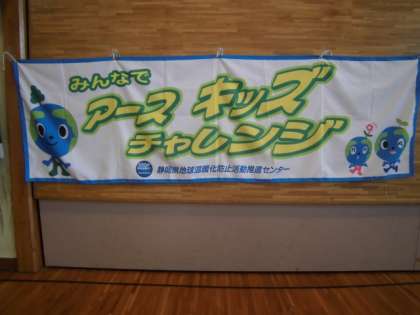 みんなで
アース キッズ
チャレンジ
静岡県地球温暖化防止活動推進センター